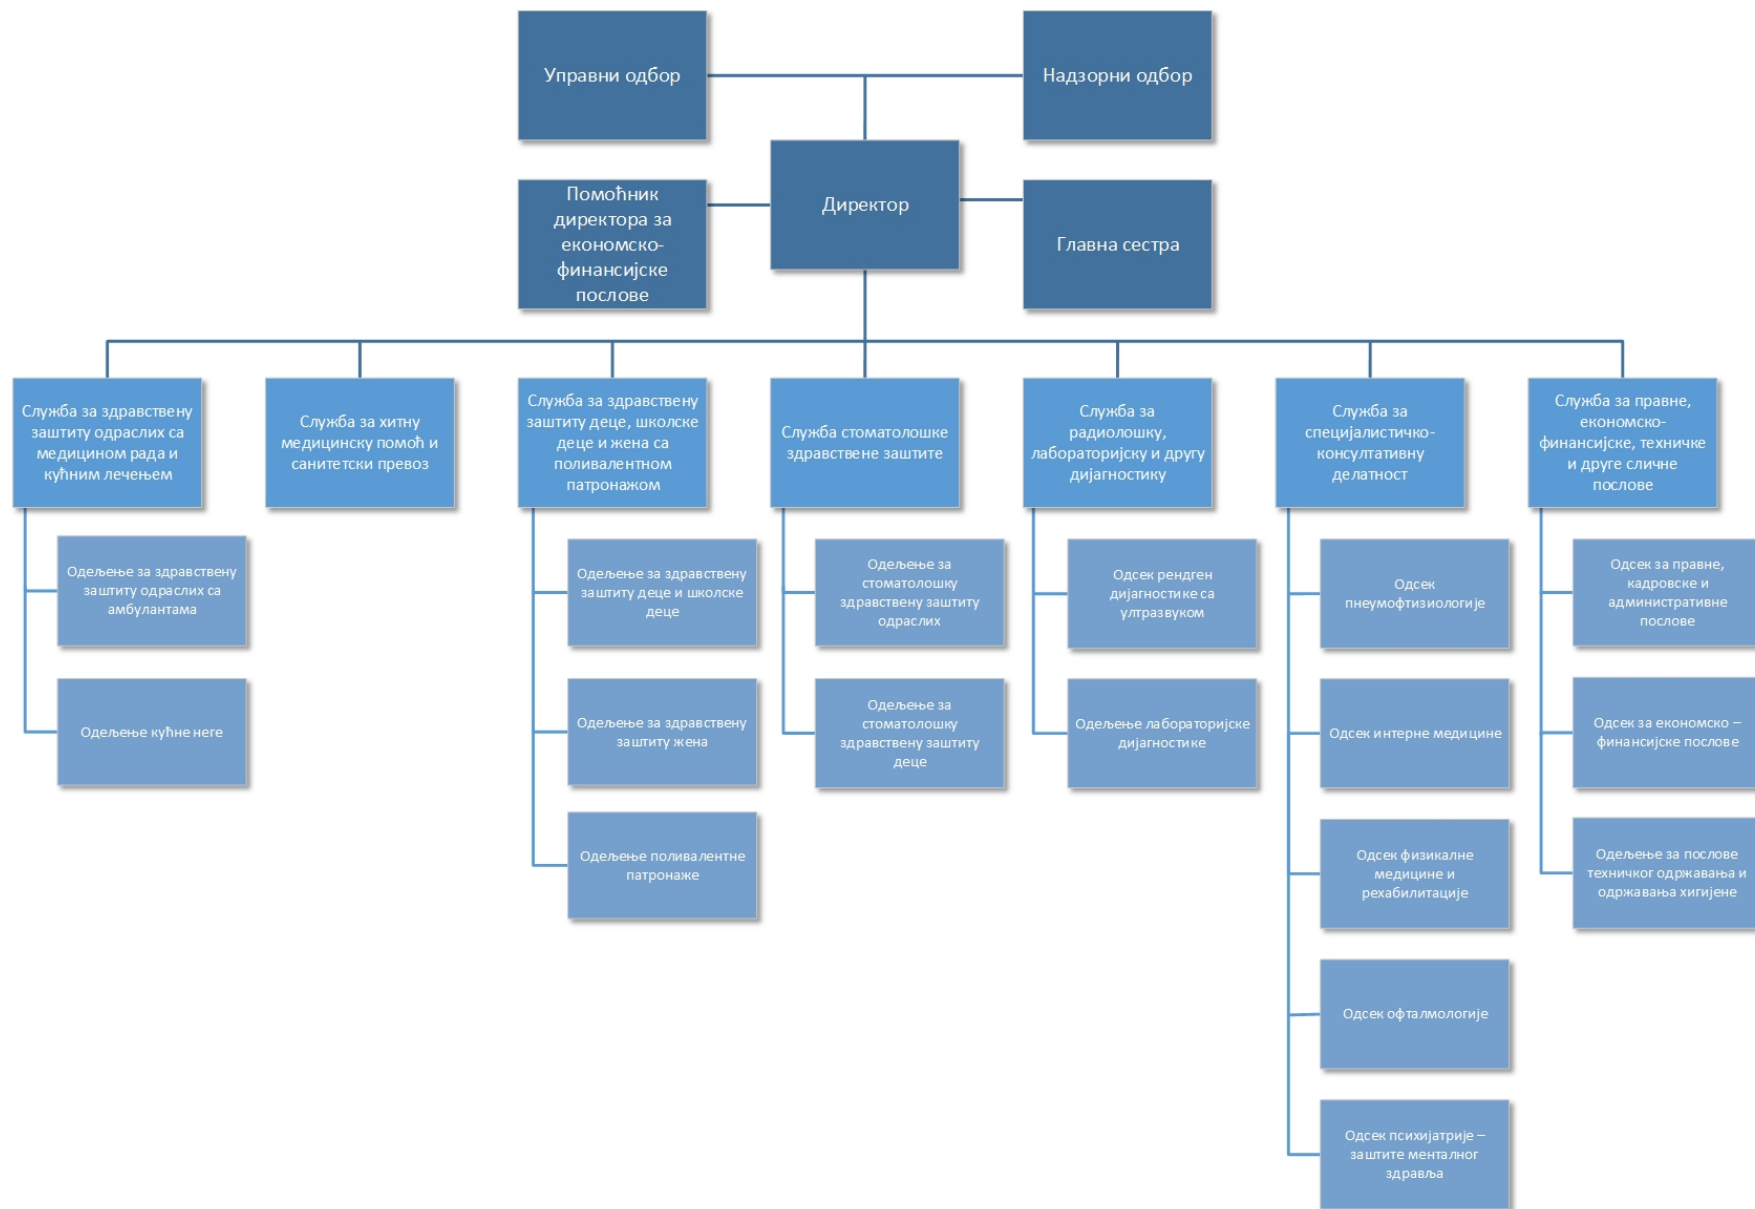 Управни одбор
Надзорни одбор
Директор
Помоћник
директора за
економско-
финансијске
послове
Главна сестра
Служба за здравствену
заштиту одраслих са
медицином рада и
кућним лечењем
Служба за хитну
медицинску помоћ и
санитетски превоз
Служба за здравствену
заштиту деце, школске
деце и жена са
поливалентном
патронажом
Служба стоматолошке
здравствене заштите
Служба за
радиолошку,
лабораторијску и другу
дијагностику
Служба за
специјалистичко-
консултативну
делатност
Служба за правне,
економско-
финансијске, техничке
и друге сличне
послове
Одељење за здравствену
заштиту одраслих са
амбулантама
Одељење кућне неге
Одељење за здравствену
заштиту деце и школске
деце
Одељење за здравствену
заштиту жена
Одељење поливалентне
патронаже
Одељење за
стоматолошку
здравствену заштиту
одраслих
Одељење за
стоматолошку
здравствену заштиту
деце
Одсек рендген
дијагностике са
ултразвуком
Одељење лабораторијске
дијагностике
Одсек
пнеумофтизиологије
Одсек интерне медицине
Одсек физикалне
медицине и
рехабилитације
Одсек офталмологије
Одсек психијатрије –
заштите менталног
здравља
Одсек за правне,
кадровске и
административне
послове
Одсек за економско –
финансијске послове
Одељење за послове
техничког одржавања и
одржавања хигијене